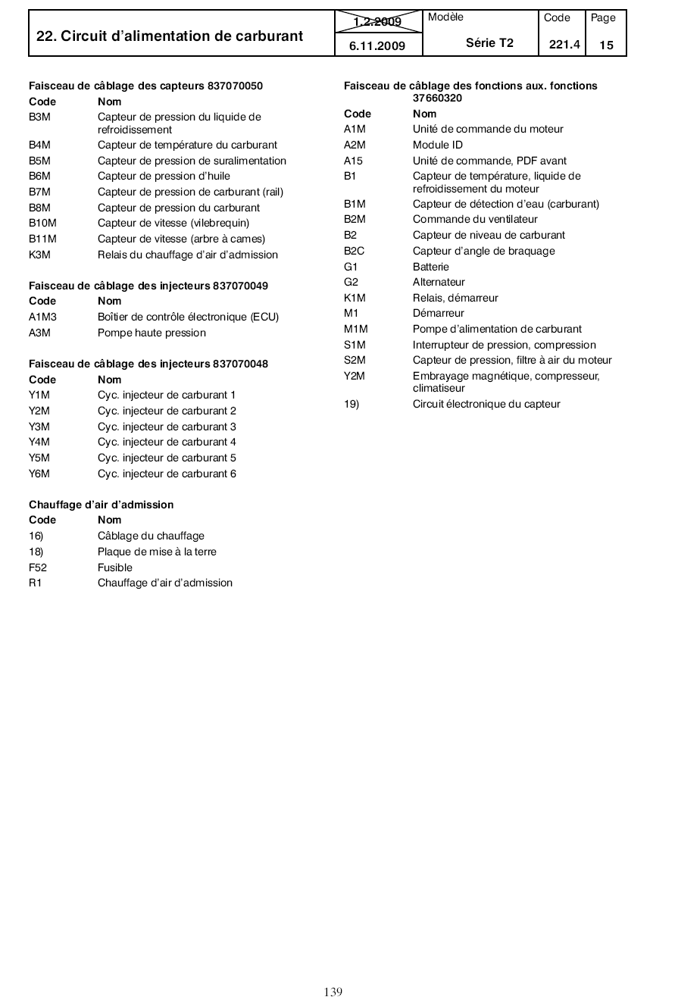 22. Circuit d'alimentation de carburant
1.2.2009
6.11.2009
Modèle
Série T2
Code
221.4
Page
15
Faisceau de câblage des capteurs 837070050
Code Nom
B3M Capteur de pression du liquide de
refroidissement
B4M Capteur de température du carburant
B5M Capteur de pression de suralimentation
B6M Capteur de pression d'huile
B7M Capteur de pression de carburant (rail)
B8M Capteur de pression du carburant
B10M Capteur de vitesse (vilebrequin)
B11M Capteur de vitesse (arbre à cames)
K3M Relais du chauffage d'air d'admission
Faisceau de câblage des injecteurs 837070049
Code Nom
A1M3 Boîtier de contrôle électronique (ECU)
A3M Pompe haute pression
Faisceau de câblage des injecteurs 837070048
Code Nom
Y1M Cyc. injecteur de carburant 1
Y2M Cyc. injecteur de carburant 2
Y3M Cyc. injecteur de carburant 3
Y4M Cyc. injecteur de carburant 4
Y5M Cyc. injecteur de carburant 5
Y6M Cyc. injecteur de carburant 6
Chauffage d'air d'admission
Code Nom
16) Câblage du chauffage
18) Plaque de mise à la terre
F52 Fusible
R1 Chauffage d'air d'admission
Faisceau de câblage des fonctions aux. fonctions
37660320
Code Nom
A1M Unité de commande du moteur
A2M Module ID
A15 Unité de commande, PDF avant
B1 Capteur de température, liquide de
refroidissement du moteur
B1M Capteur de détection d'eau (carburant)
B2M Commande du ventilateur
B2 Capteur de niveau de carburant
B2C Capteur d'angle de braquage
G1 Batterie
G2 Alternateur
K1M Relais, démarreur
M1 Démarreur
M1M Pompe d'alimentation de carburant
S1M Interrupteur de pression, compression
S2M Capteur de pression, filtre à air du moteur
Y2M Embrayage magnétique, compresseur,
climatiseur
19) Circuit électronique du capteur
139